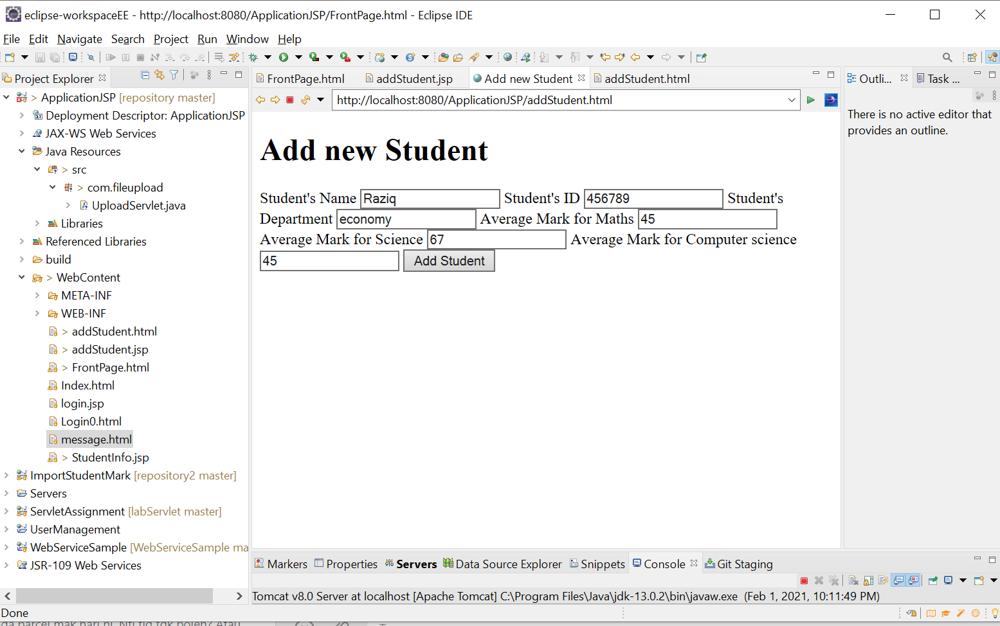 eclipse-workspaceEE - http://localhost:8080/ApplicationJSP/FrontPage.html - Eclipse IDE
File Edit Navigate Search Project Run Window Help
Project Explorer
> ApplicationJSP [repository master]
Deployment Descriptor: ApplicationJSP
JAX-WS Web Services
Java Resources
> src
> com.fileupload
UploadServlet.java
Libraries
Referenced Libraries
build
> WebContent
META-INF
WEB-INF
> addStudent.html
> addStudent.jsp
> FrontPage.html
Index.html
login.jsp
Login0.html
message.html
> StudentInfo.jsp
ImportStudentMark [repository2 master]
Servers
ServletAssignment [labServlet master]
UserManagement
WebServiceSample [WebServiceSample ma
JSR-109 Web Services
FrontPage.html addStudent.jsp Add new Student addStudent.html
http://localhost:8080/ApplicationJSP/addStudent.html
Add new Student
Student's Name Raziq Student's ID 456789 Student's
Department economy Average Mark for Maths 45
Average Mark for Science 67 Average Mark for Computer science
45 Add Student
Outli... Task ...
There is no active editor that
provides an outline.
Markers Properties Servers Data Source Explorer Snippets Console Git Staging
Tomcat v8.0 Server at localhost [Apache Tomcat] C:\Program Files\Java\jdk-13.0.2\bin\javaw.exe (Feb 1, 2021, 10:11:49 PM)
Done